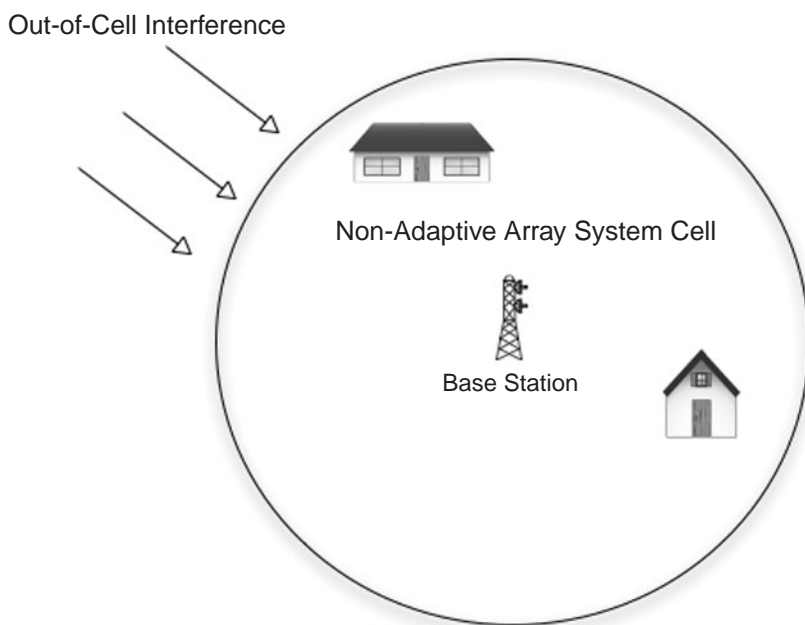 Out-of-Cell Interference
Non-Adaptive Array System Cell
Base Station